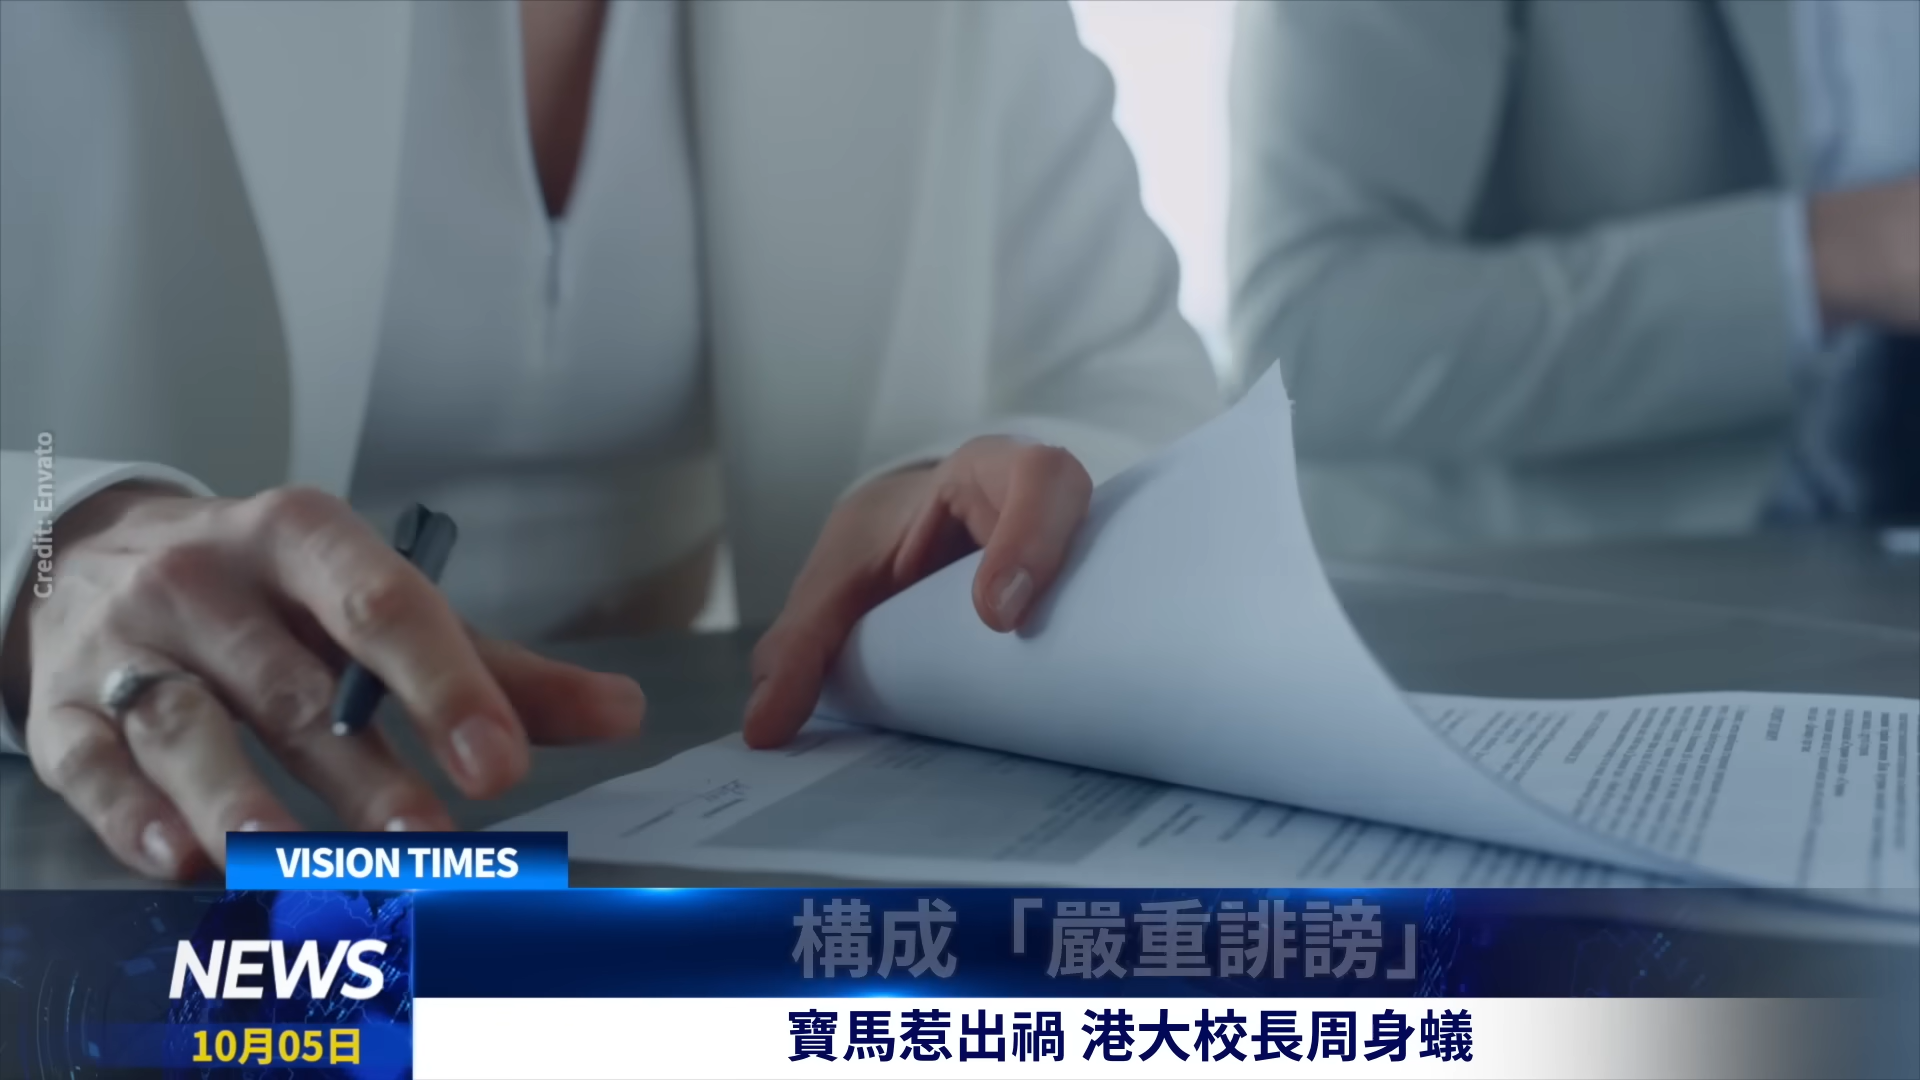 Credit: Envato
VISION TIMES
NEWS
10月05日
構成「嚴重誹謗」
寶馬惹出禍 港大校長周身蟻